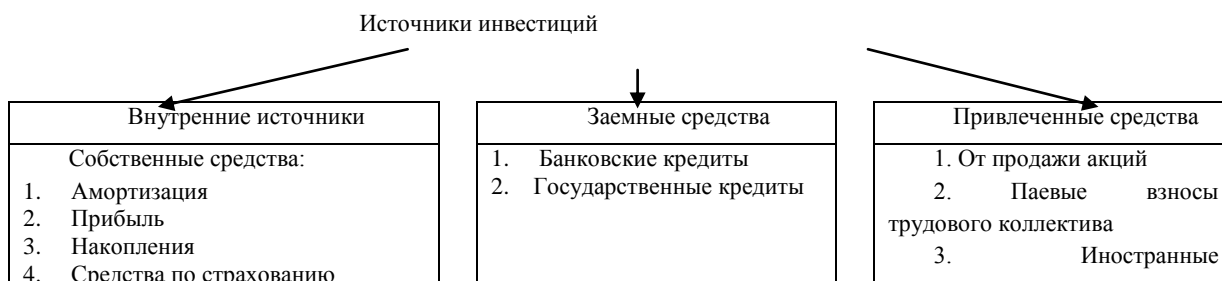 Источники инвестиций
Внутренние источники
Собственные средства:
1. Амортизация
2. Прибыль
3. Накопления
4. Средства по страхованию
Заемные средства
1. Банковские кредиты
2. Государственные кредиты
Привлеченные средства
1. От продажи акций
2. Паевые взносы
трудового коллектива
3. Иностранные